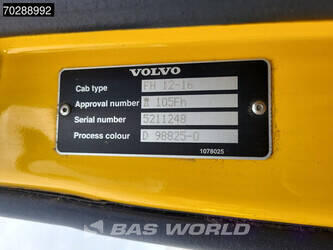 70288992
VOLVO
Cab type FH 12-16
Approval number 105Fh
Serial number 5211248
Process colour D 98825-0
1078025
BAS WORLD